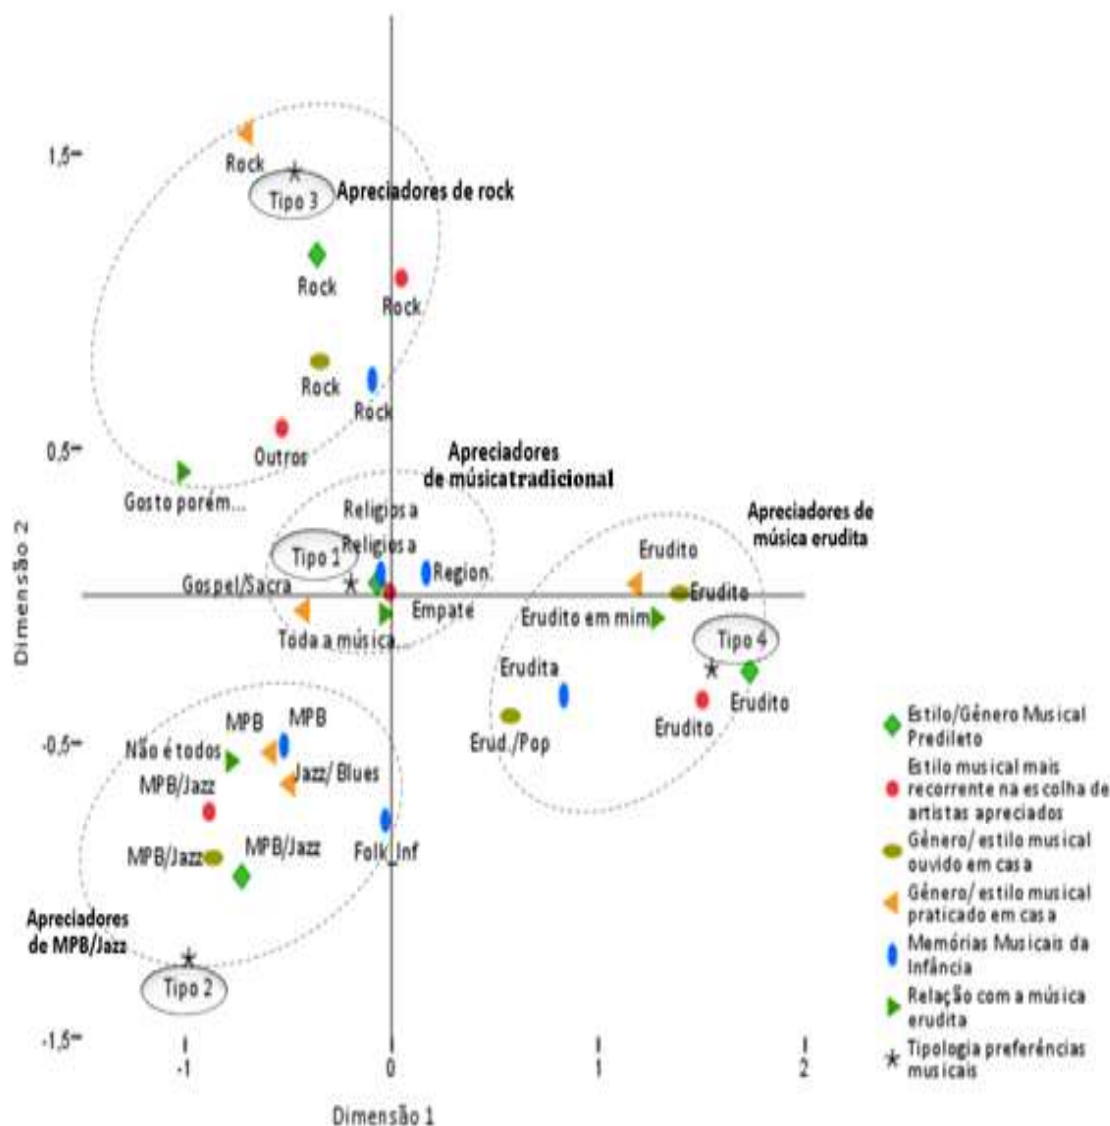 1,5
Rock
Tipo 3
Apreciadores de rock
Rock
Rock
Rock
Rock
0,5
Outros
Gosto porém...
Apreciadores
de músicatradicional
Religiosa
Tipo 1
Religiosa
Gospel/Sacra
Region.
Empate
Toda a música...
Apreciadores de
música erudita
Erudito
Erudito
Erudito em mim
Tipo 4
Erudita
Erudito
Erudito
Erud./Pop
Dimensão 2
-0,5
MPB
MPB
Não é todos
Jazz/Blues
MPB/Jazz
MPB/Jazz
MPB/Jazz
Folk_Inf
Apreciadores
de MPB/Jazz
Tipo 2
-1,5
-1
0
1
2
Dimensão 1
Estilo/Gênero Musical
Predileto
Estilo musical mais
recorrente na escolha de
artistas apreciados
Gênero/estilo musical
ouvido em casa
Gênero/estilo musical
praticado em casa
Memórias Musicais da
Infância
Relação com a música
erudita
Tipologia preferências
musicais